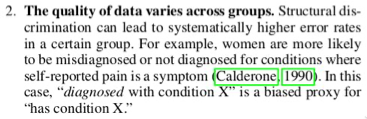 2. The quality of data varies across groups. Structural dis-
crimination can lead to systematically higher error rates
in a certain group. For example, women are more likely
to be misdiagnosed or not diagnosed for conditions where
self-reported pain is a symptom (Calderone, 1990). In this
case, “diagnosed with condition X” is a biased proxy for
“has condition X.”